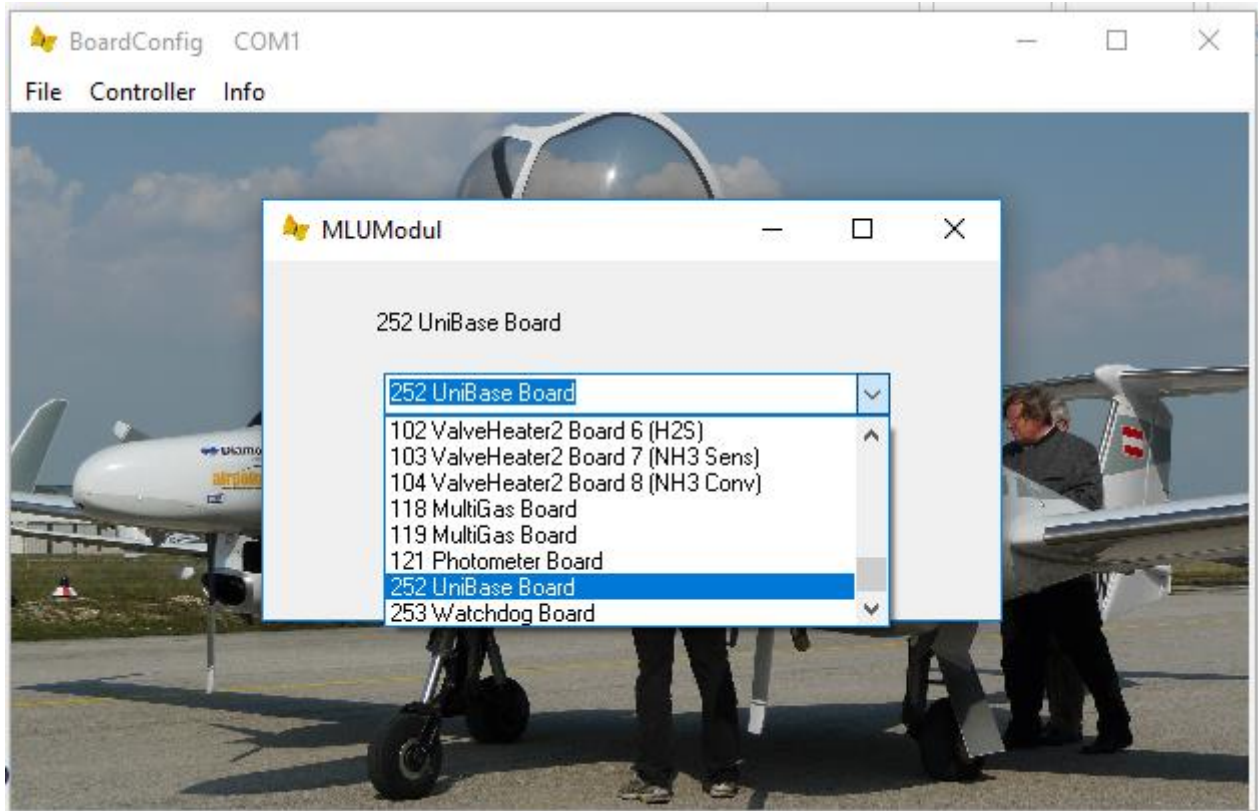 BoardConfig COM1
File Controller Info
MLUModul
252 UniBase Board
252 UniBase Board
102 ValveHeater2 Board 6 (H2S)
103 ValveHeater2 Board 7 (NH3 Sens)
104 ValveHeater2 Board 8 (NH3 Conv)
118 MultiGas Board
119 MultiGas Board
121 Photometer Board
252 UniBase Board
253 Watchdog Board